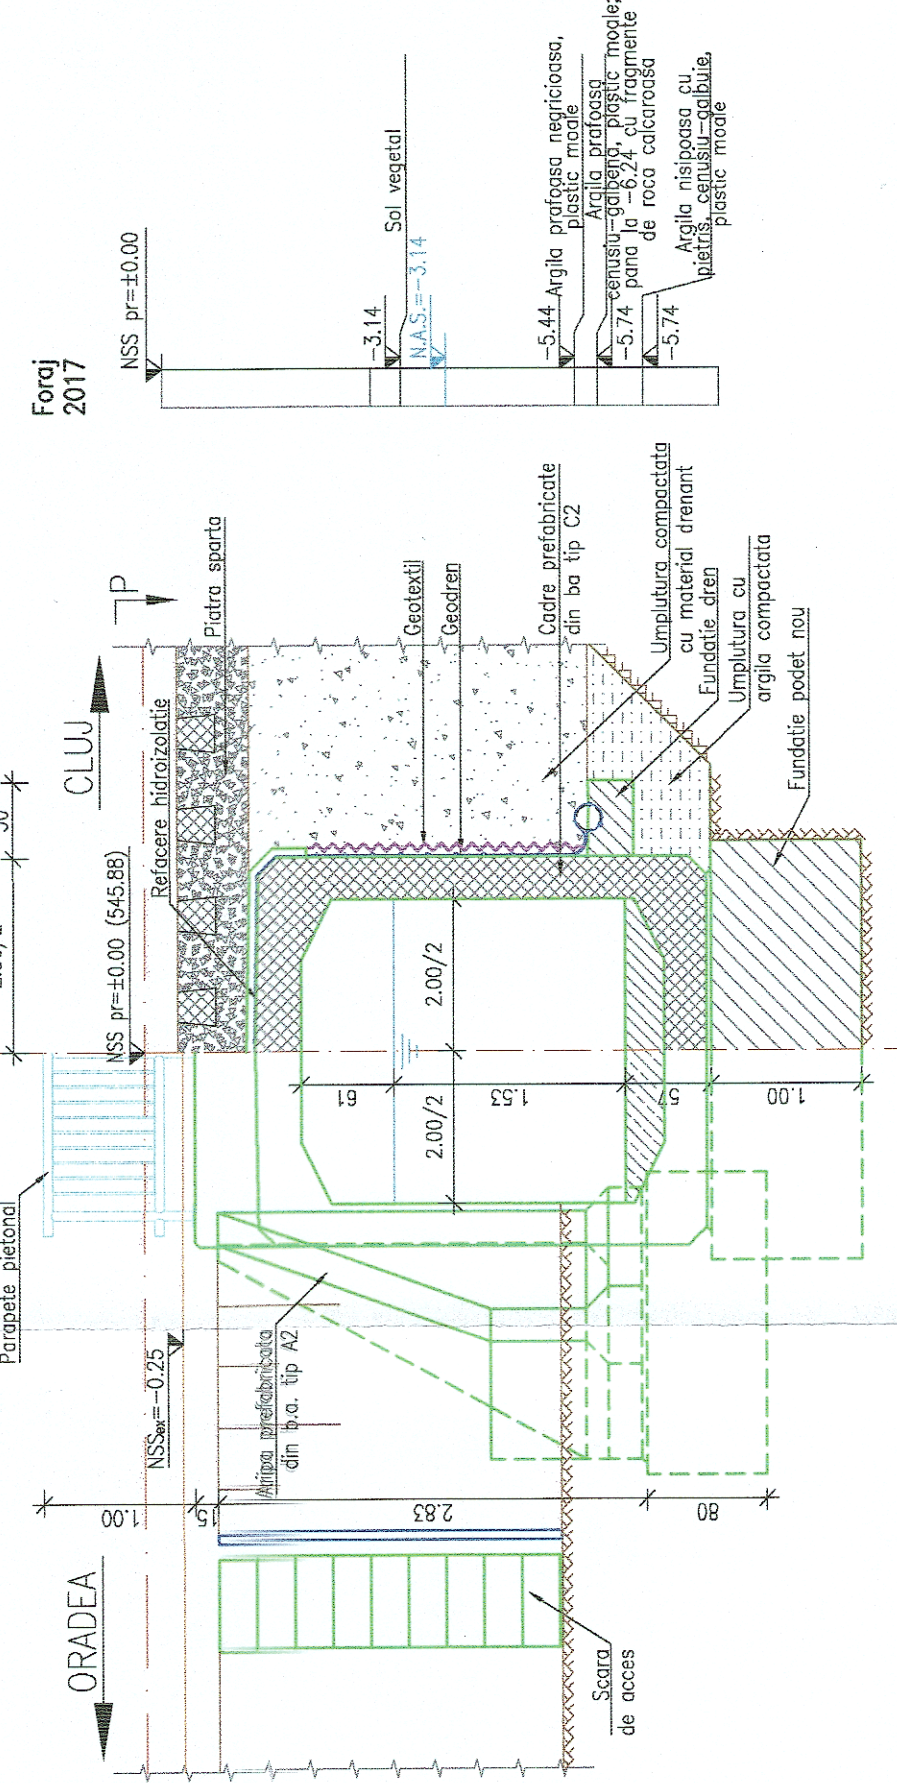 Foraj
2017
NSS pr=±0.00
-3.14
Sol vegetal
N.A.S.=-3.14
-5.44
Argila prafoasa negricioasa,
plastic moale
Argila prafoasa
cenusiu-galbena, plastic moale;
-5.74
pana la -6.24 cu fragmente
de roca calcaroasa
-5.74
Argila nisipoasa cu
pietris, cenusiu-galbuie,
plastic moale
CLUJ
P
50
NSS pr=±0.00 (545.88)
Refacere hidroizolatie
Piatra sparta
Geotextil
Geodren
Cadre prefabricate
din ba tip C2
Umplutura compactata
cu material drenant
Fundatie dren
Umplutura cu
argila compactata
Fundatie podet nou
2.00/2
2.00/2
61
1.53
57
1.00
Parapete pietonal
NSSex=-0.25
Aripa prefabricata
din b.a. tip A2
1.00
15
2.83
80
ORADEA
Scara
de acces